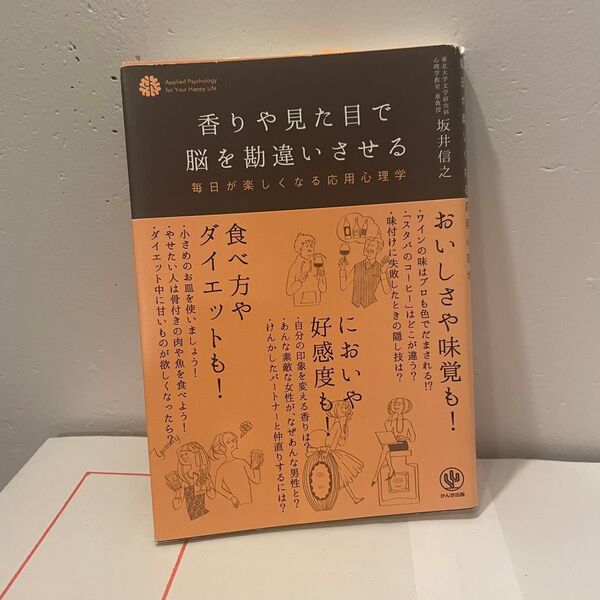 Applied Psychology
for Your Happy Life
香りや見た目で
脳を勘違いさせる
毎日が楽しくなる応用心理学
東北大学文学研究科
心理学教室 准教授
坂井信之
おいしさや味覚も！
・ワインの味はプロも色でだまされる!?
・「スタバのコーヒー」はどこが違う？
・味付けに失敗したときの隠し技は？
においや
好感度も！
・自分の印象を変える香りは？
・あんな素敵な女性が、なぜあんな男性と？
・けんかしたパートナーと仲直りするには？
食べ方や
ダイエットも！
・小さめのお皿を使いましょう！
・やせたい人は骨付きの肉や魚を食べよう！
・ダイエット中に甘いものが欲しくなったら？
Yummy
かんき出版